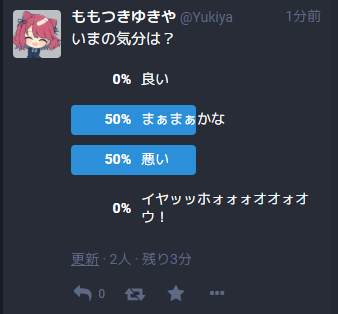 ももつきゆきや @Yukiya 1分前
いまの気分は？
0% 良い
50% まぁまぁかな
50% 悪い
0% イヤッッホォォォオオォオ
ウ！
更新 · 2人 · 残り3分
0